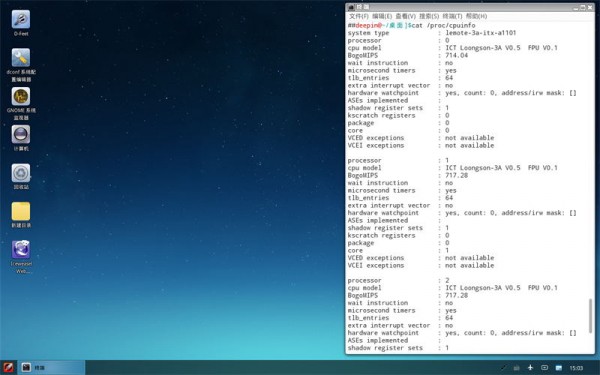 D-Feet
dconf 系统配
置编辑器
GNOME 系统
监视器
计算机
回收站
新建目录
终端
文件(F) 编辑(E) 查看(V) 搜索(S) 终端(T) 帮助(H)
##deepin@~/桌面]$cat /proc/cpuinfo
system type : lemote-3a-itx-a1101
processor : 0
cpu model : ICT Loongson-3A V0.5 FPU V0.1
BogoMIPS : 714.04
wait instruction : no
microsecond timers : yes
tlb_entries : 64
extra interrupt vector : no
hardware watchpoint : yes, count: 0, address/irw mask: []
ASEs implemented :
shadow register sets : 1
kscratch registers : 0
package : 0
core : 0
VCED exceptions : not available
VCEI exceptions : not available
processor : 1
cpu model : ICT Loongson-3A V0.5 FPU V0.1
BogoMIPS : 717.28
wait instruction : no
microsecond timers : yes
tlb_entries : 64
extra interrupt vector : no
hardware watchpoint : yes, count: 0, address/irw mask: []
ASEs implemented :
shadow register sets : 1
kscratch registers : 0
package : 0
core : 1
VCED exceptions : not available
VCEI exceptions : not available
processor : 2
cpu model : ICT Loongson-3A V0.5 FPU V0.1
BogoMIPS : 717.28
wait instruction : no
microsecond timers : yes
tlb_entries : 64
extra interrupt vector : no
hardware watchpoint : yes, count: 0, address/irw mask: []
ASEs implemented :
shadow register sets : 1
终端
15:03